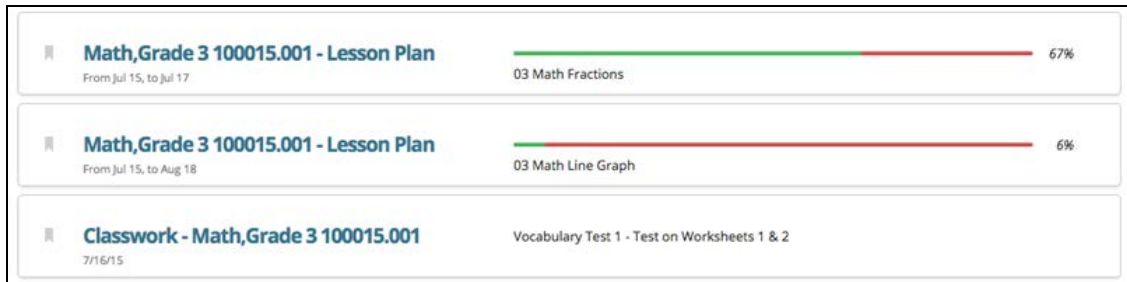 Math,Grade 3 100015.001 - Lesson Plan
From Jul 15, to Jul 17
67%
03 Math Fractions
Math,Grade 3 100015.001 - Lesson Plan
From Jul 15, to Aug 18
6%
03 Math Line Graph
Classwork - Math,Grade 3 100015.001
7/16/15
Vocabulary Test 1 - Test on Worksheets 1 & 2